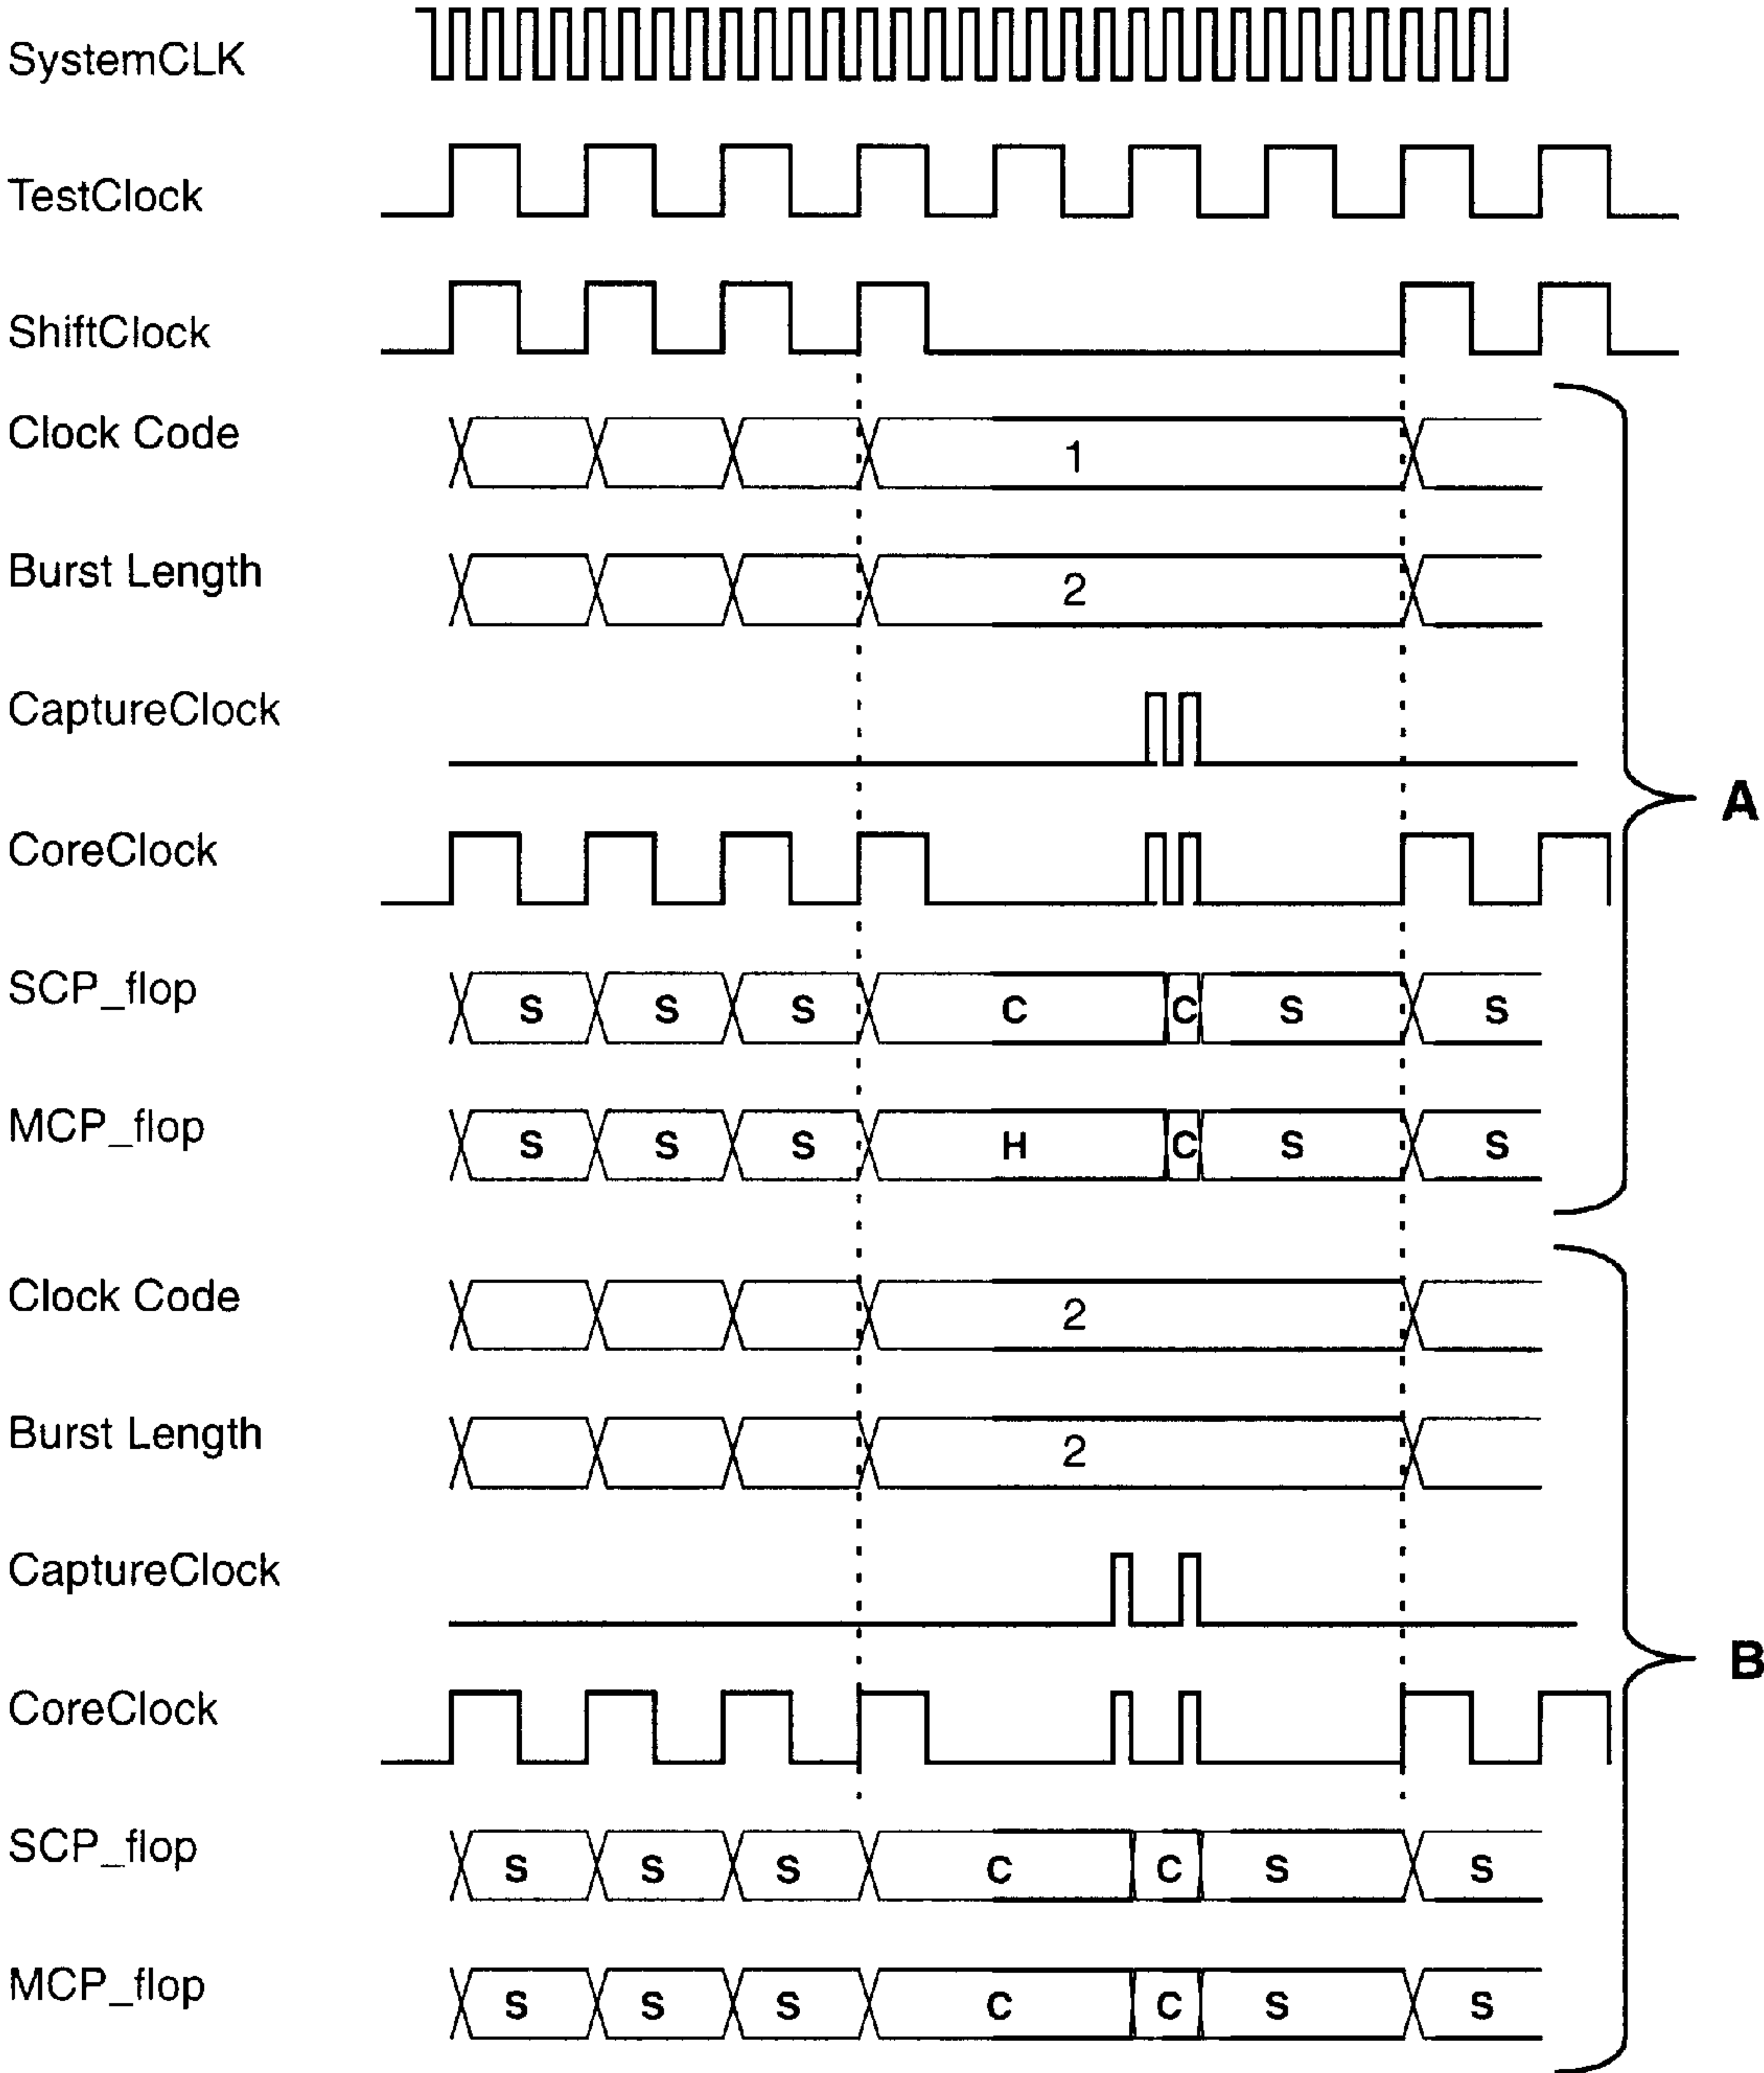 SystemCLK
TestClock
ShiftClock
Clock Code 1
Burst Length 2
CaptureClock
A
CoreClock
SCP_flop S S S C C S S
MCP_flop S S S H C S S
Clock Code 2
Burst Length 2
CaptureClock
B
CoreClock
SCP_flop S S S C C S S
MCP_flop S S S C C S S